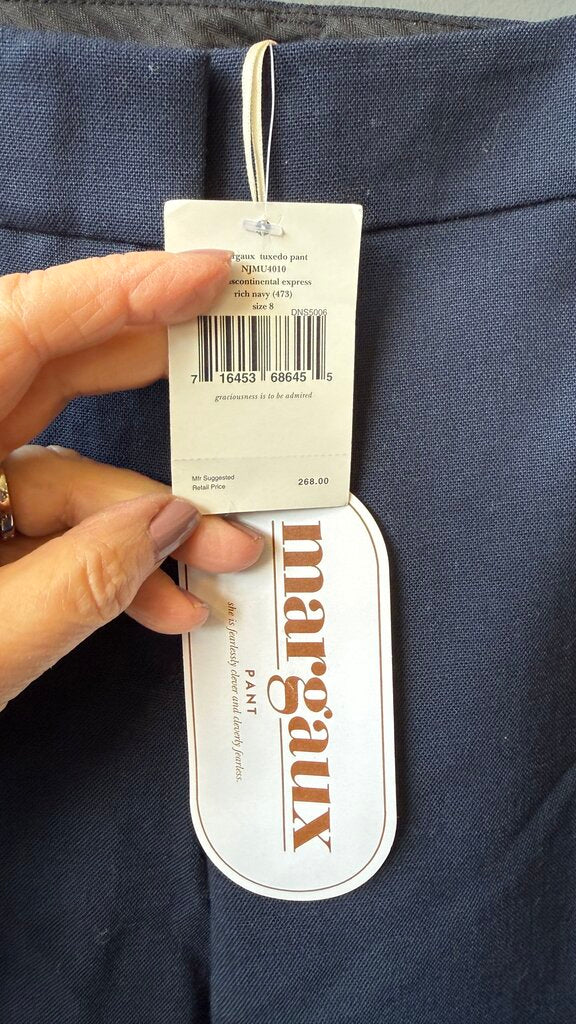 tuxedo pant
NJMU4010
express
rich navy (473)
size 8
DNS5006
7 16453 68645 5
graciousness is to be admired
Mfr Suggested
Retail Price
268.00
margaux
PANT
she is fearlessly clever and cleverly fearless.